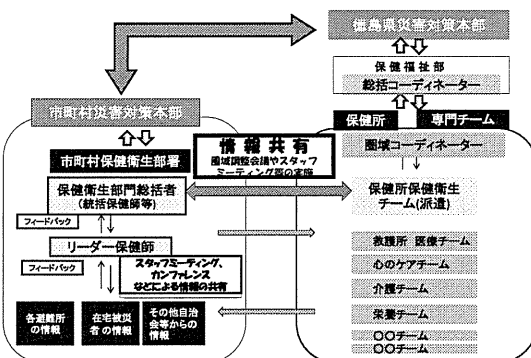 徳島県災害対策本部
保健福祉部
総括コーディネーター
市町村災害対策本部
保健所
専門チーム
情報共有
圏域調整会議やスタッフ
ミーティング等の実施
市町村保健衛生部署
圏域コーディネーター
保健衛生部門総括者
(統括保健師等)
保健所保健衛生
チーム(派遣)
フィードバック
リーダー保健師
フィードバック
スタッフミーティング、
カンファレンス
などによる情報の共有
救護所 医療チーム
心のケアチーム
介護チーム
栄養チーム
〇〇チーム
〇〇チーム
各避難所
の情報
在宅被災
者の情報
その他自治
会等からの
情報